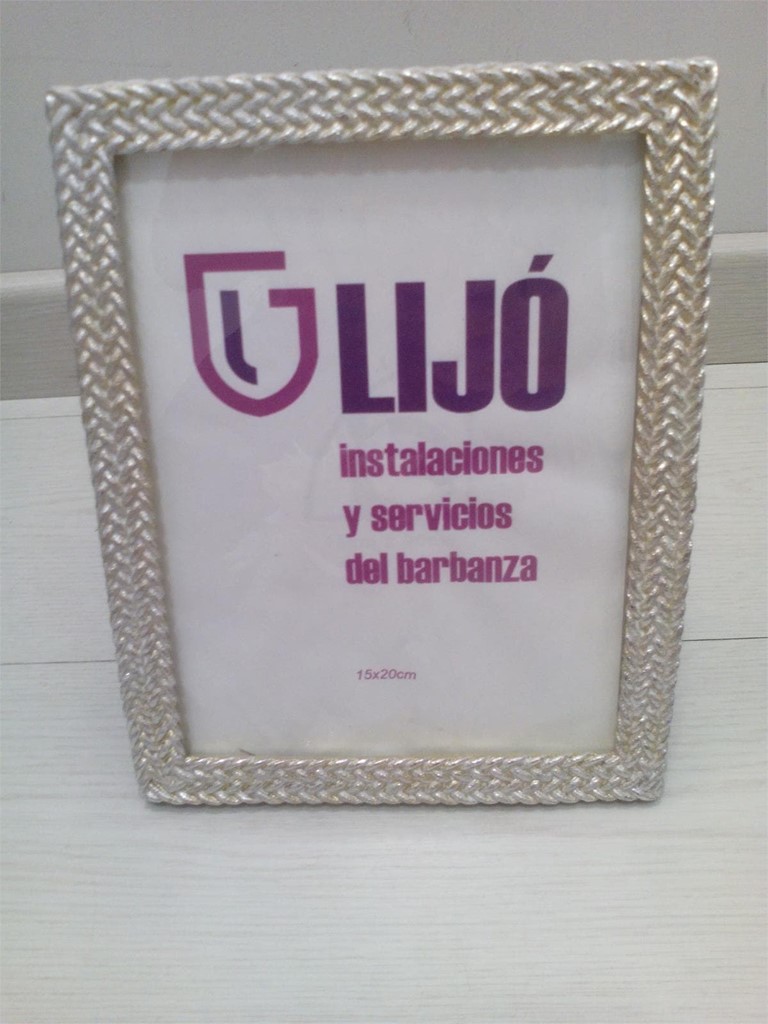 LIJÓ
instalaciones
y servicios
del barbanza
15x20cm